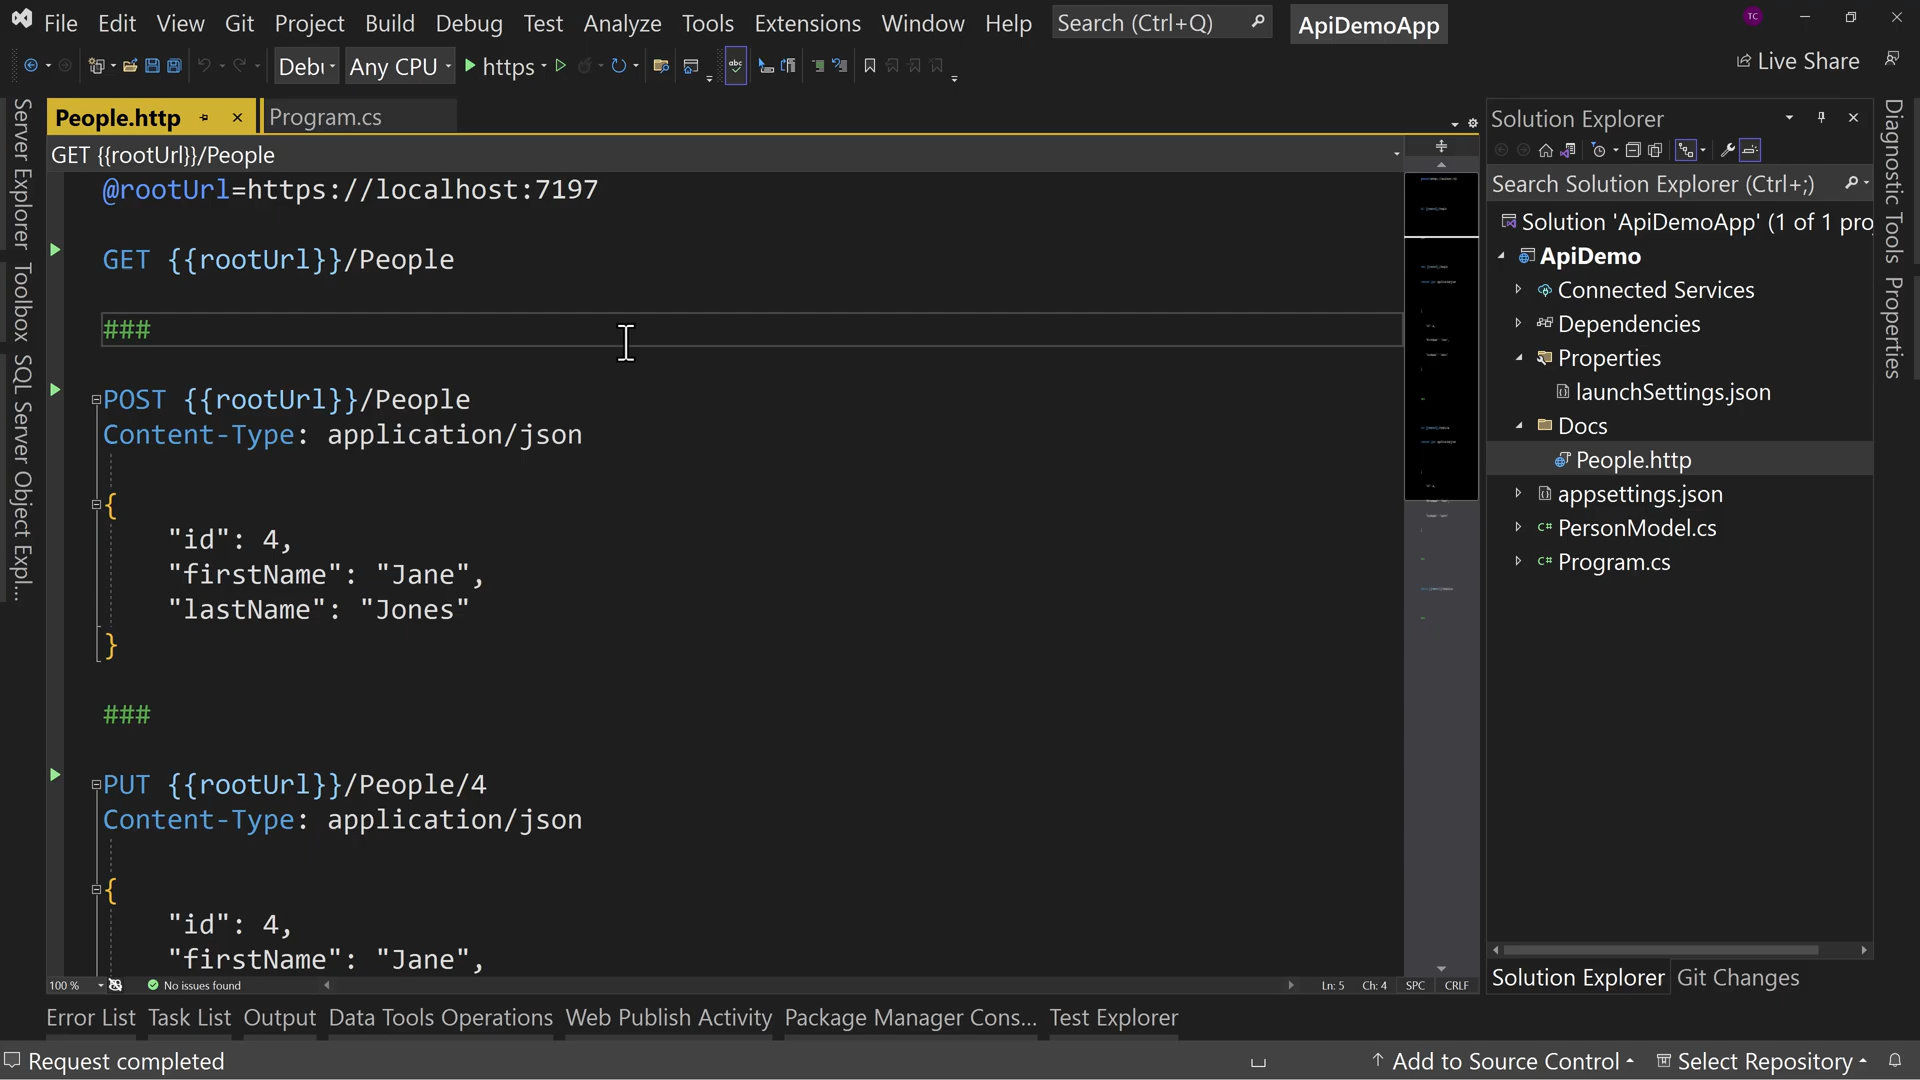 File Edit View Git Project Build Debug Test Analyze Tools Extensions Window Help Search (Ctrl+Q) ApiDemoApp TC
Debu Any CPU https Live Share
People.http Program.cs
GET {{rootUrl}}/People
@rootUrl=https://localhost:7197
GET {{rootUrl}}/People
###
POST {{rootUrl}}/People
Content-Type: application/json
{
"id": 4,
"firstName": "Jane",
"lastName": "Jones"
}
###
PUT {{rootUrl}}/People/4
Content-Type: application/json
{
"id": 4,
"firstName": "Jane",
100 % No issues found Ln: 5 Ch: 4 SPC CRLF
Server Explorer
Toolbox
SQL Server Object Expl...
Solution Explorer
Search Solution Explorer (Ctrl+;)
Solution 'ApiDemoApp' (1 of 1 pro
ApiDemo
Connected Services
Dependencies
Properties
launchSettings.json
Docs
People.http
appsettings.json
PersonModel.cs
Program.cs
Solution Explorer Git Changes
Diagnostic Tools
Properties
Error List Task List Output Data Tools Operations Web Publish Activity Package Manager Cons... Test Explorer
Request completed Add to Source Control Select Repository